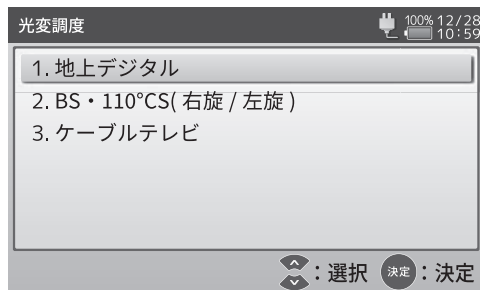 光変調度
100% 12/28
10:59
1. 地上デジタル
2. BS・110°CS( 右旋 / 左旋 )
3. ケーブルテレビ
：選択 決定：決定